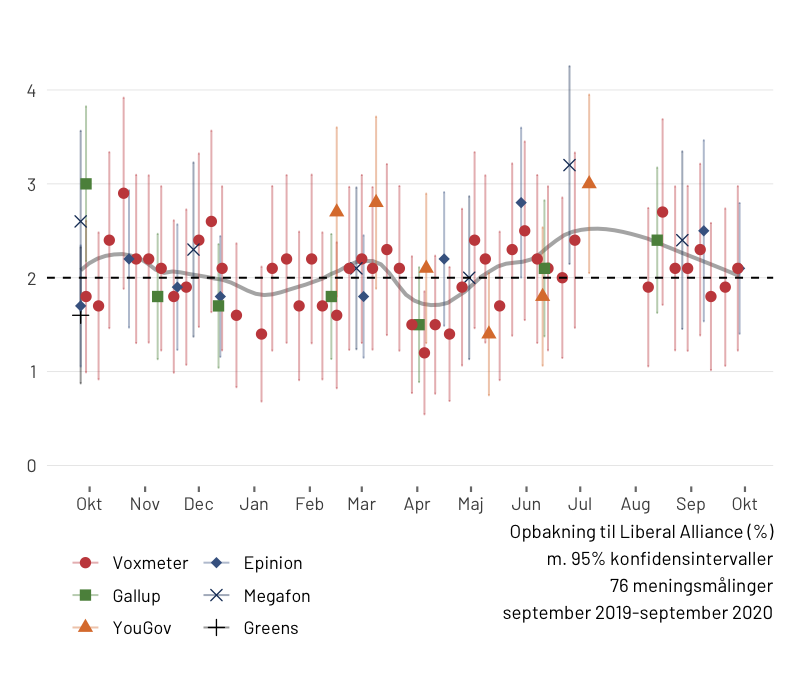 4
3
2
1
0
Okt Nov Dec Jan Feb Mar Apr Maj Jun Jul Aug Sep Okt
Opbakning til Liberal Alliance (%)
m. 95% konfidensintervaller
76 meningsmålinger
september 2019-september 2020
Voxmeter Epinion
Gallup Megafon
YouGov Greens